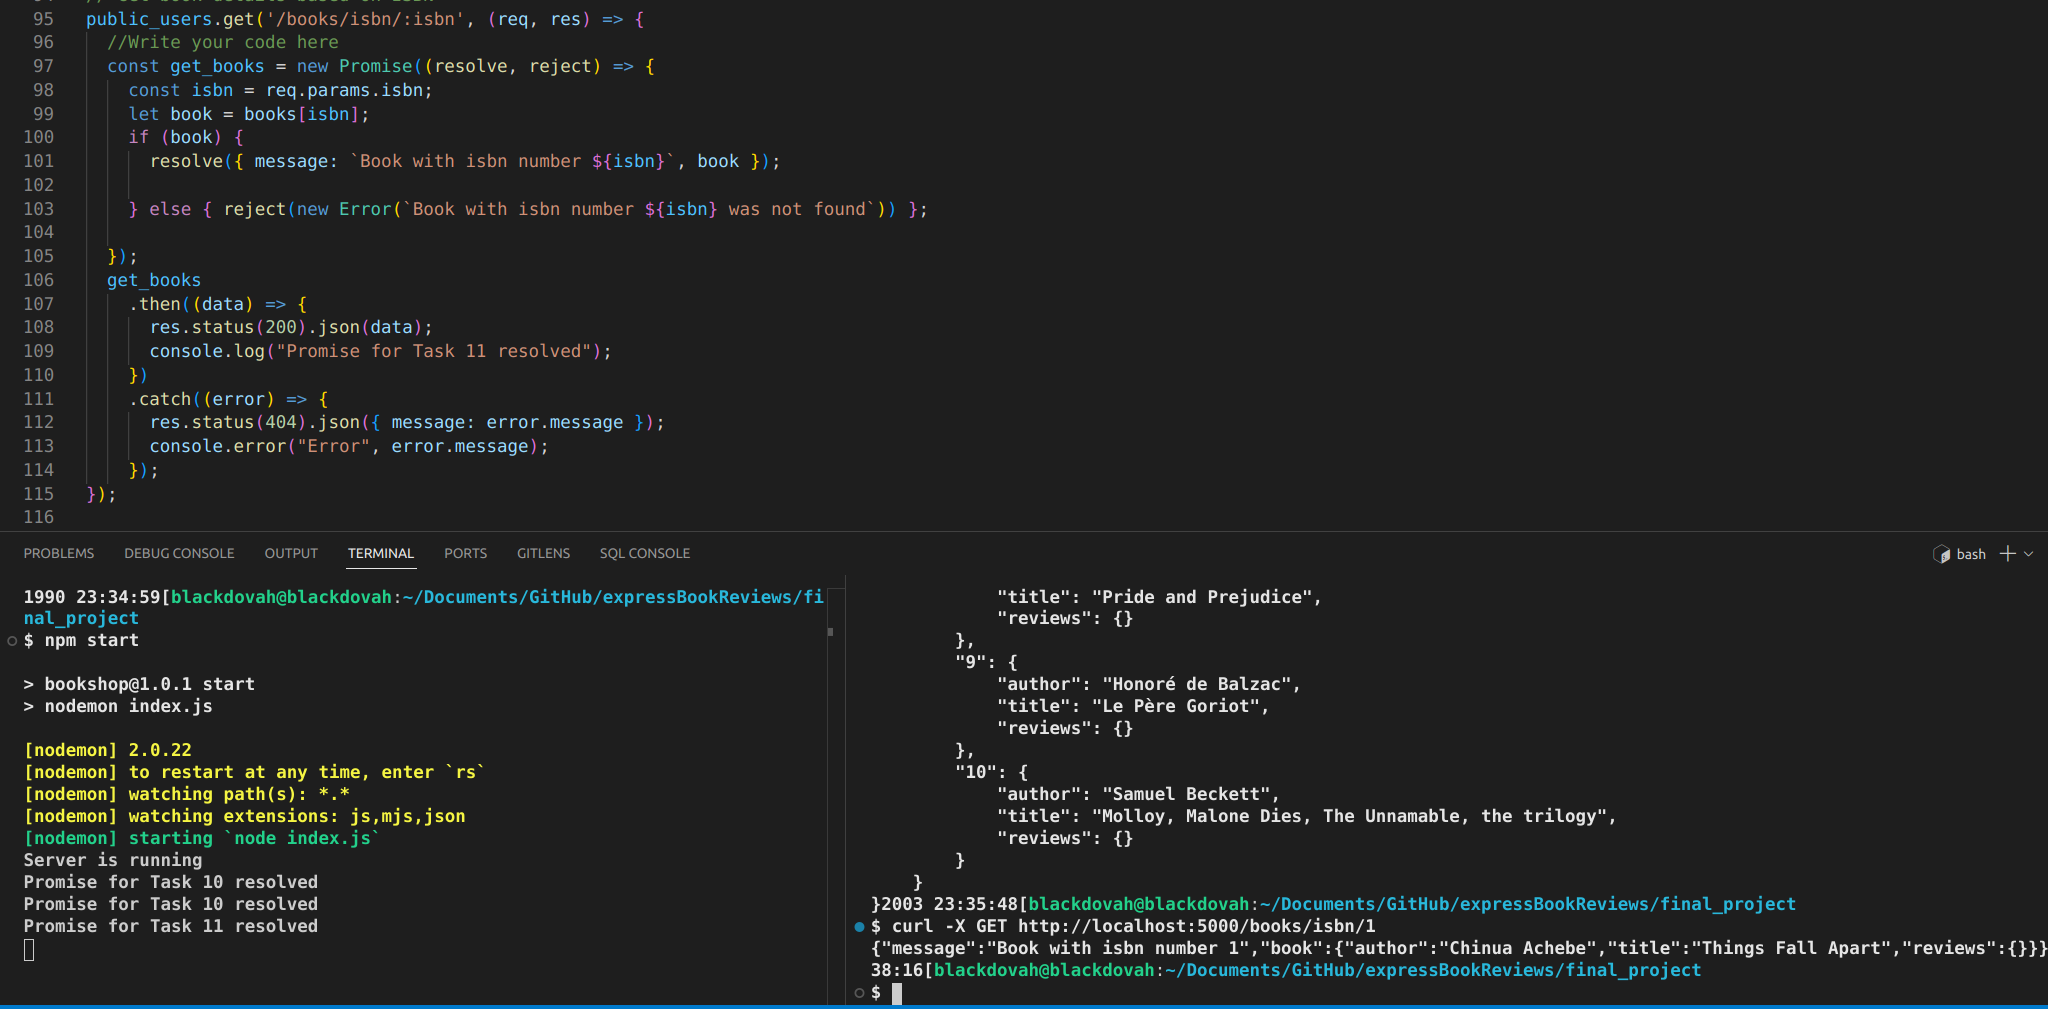 95 public_users.get('/books/isbn/:isbn', (req, res) => {
96 //Write your code here
97 const get_books = new Promise((resolve, reject) => {
98 const isbn = req.params.isbn;
99 let book = books[isbn];
100 if (book) {
101 resolve({ message: `Book with isbn number ${isbn}`, book });
102
103 } else { reject(new Error(`Book with isbn number ${isbn} was not found`)) };
104
105 });
106 get_books
107 .then((data) => {
108 res.status(200).json(data);
109 console.log("Promise for Task 11 resolved");
110 })
111 .catch((error) => {
112 res.status(404).json({ message: error.message });
113 console.error("Error", error.message);
114 });
115 });
116
PROBLEMS DEBUG CONSOLE OUTPUT TERMINAL PORTS GITLENS SQL CONSOLE bash
1990 23:34:59[blackdovah@blackdovah:~/Documents/GitHub/expressBookReviews/fi
nal_project
$ npm start
> bookshop@1.0.1 start
> nodemon index.js
[nodemon] 2.0.22
[nodemon] to restart at any time, enter `rs`
[nodemon] watching path(s): *.*
[nodemon] watching extensions: js,mjs,json
[nodemon] starting `node index.js`
Server is running
Promise for Task 10 resolved
Promise for Task 10 resolved
Promise for Task 11 resolved
"title": "Pride and Prejudice",
"reviews": {}
},
"9": {
"author": "Honoré de Balzac",
"title": "Le Père Goriot",
"reviews": {}
},
"10": {
"author": "Samuel Beckett",
"title": "Molloy, Malone Dies, The Unnamable, the trilogy",
"reviews": {}
}
}
}2003 23:35:48[blackdovah@blackdovah:~/Documents/GitHub/expressBookReviews/final_project
$ curl -X GET http://localhost:5000/books/isbn/1
{"message":"Book with isbn number 1","book":{"author":"Chinua Achebe","title":"Things Fall Apart","reviews":{}}}
38:16[blackdovah@blackdovah:~/Documents/GitHub/expressBookReviews/final_project
$